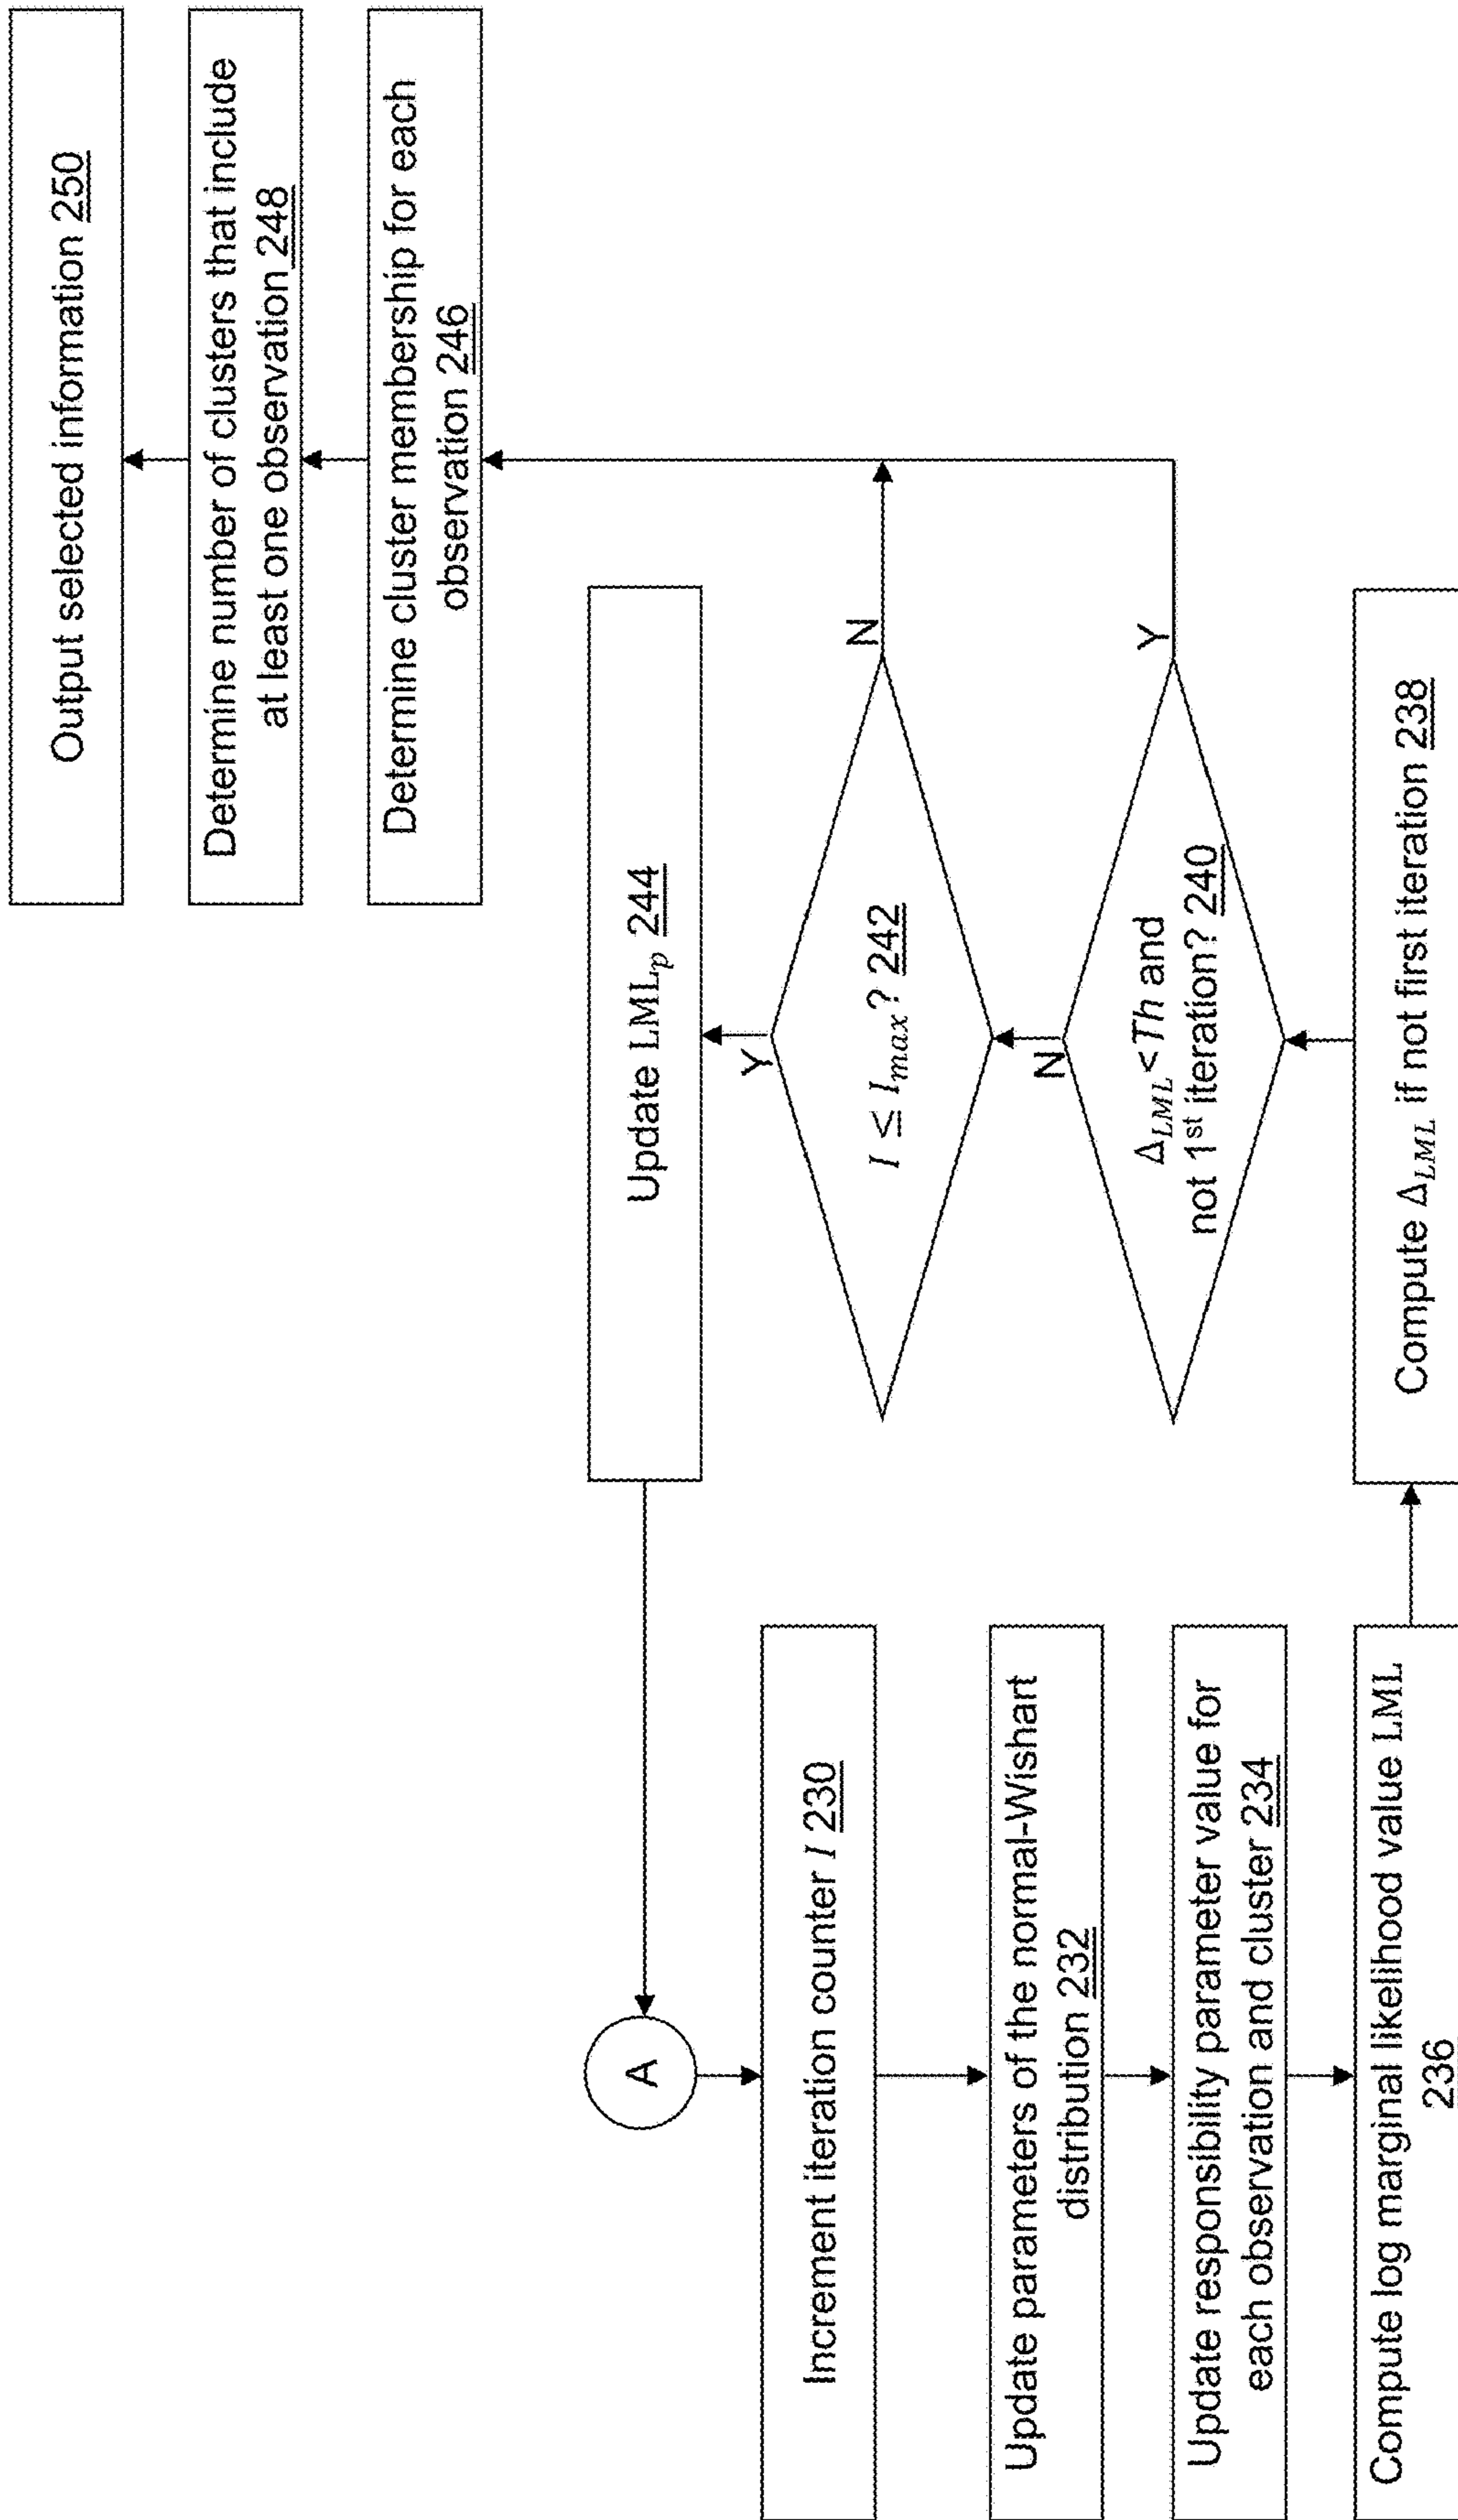 A
Increment iteration counter I 230
Update parameters of the normal-Wishart
distribution 232
Update responsibility parameter value for
each observation and cluster 234
Compute log marginal likelihood value LML
236
Compute Δ_LML if not first iteration 238
Δ_LML<Th and
not 1st iteration? 240
Y
N
I ≤ I_max? 242
N
Y
Update LML_p 244
Determine cluster membership for each
observation 246
Determine number of clusters that include
at least one observation 248
Output selected information 250